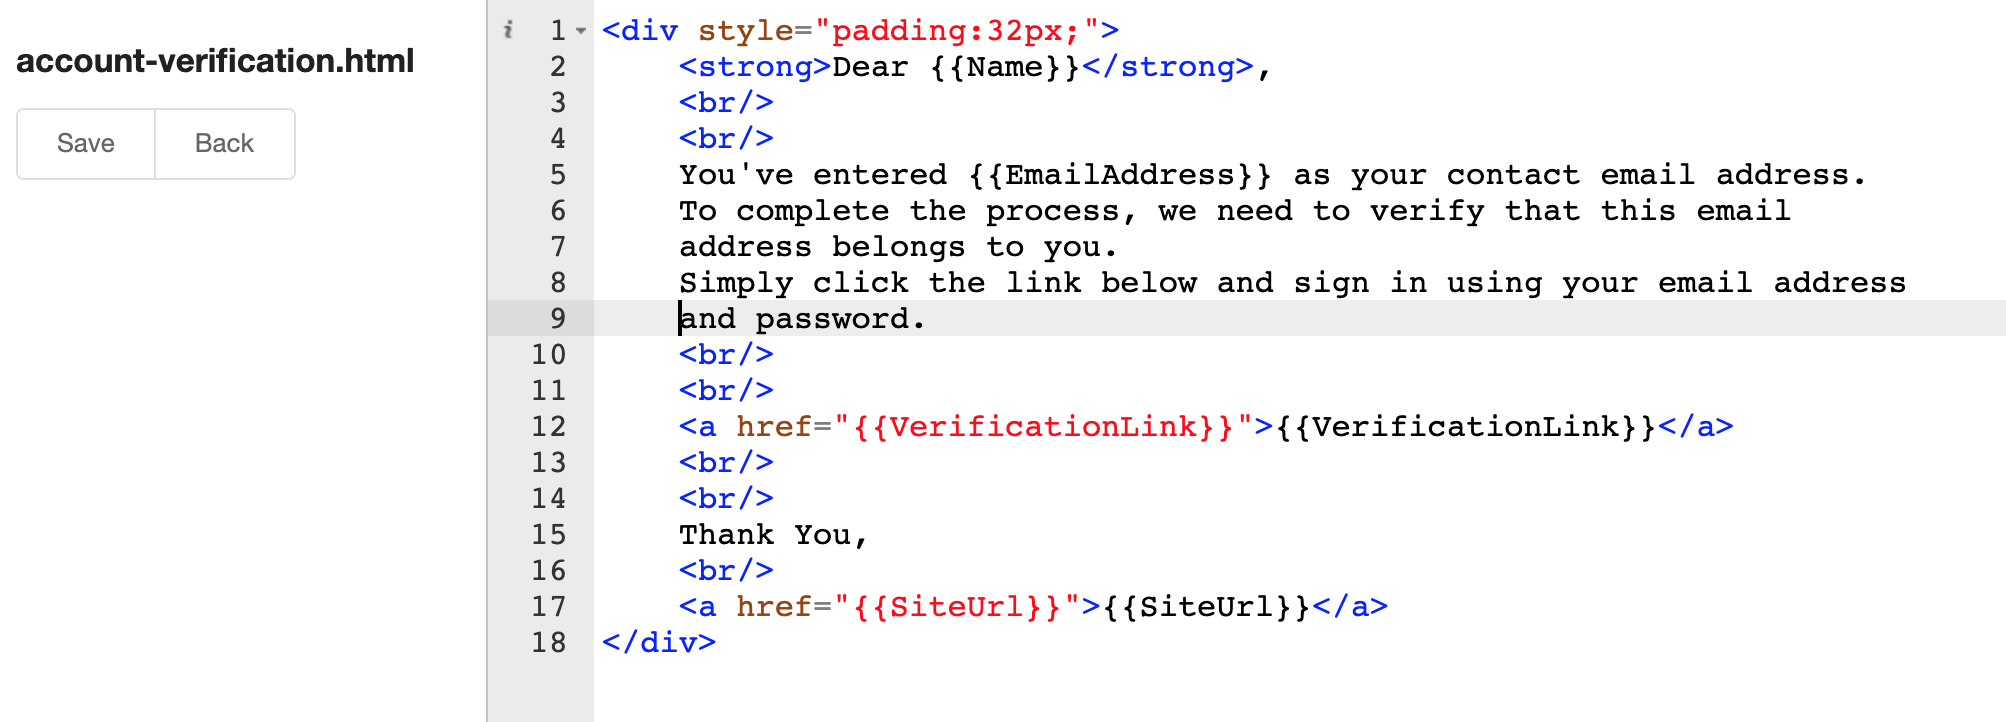 account-verification.html
Save
Back
i
1 <div style="padding:32px;">
2     <strong>Dear {{Name}}</strong>,
3     <br/>
4     <br/>
5     You've entered {{EmailAddress}} as your contact email address.
6     To complete the process, we need to verify that this email
7     address belongs to you.
8     Simply click the link below and sign in using your email address
9     and password.
10     <br/>
11     <br/>
12     <a href="{{VerificationLink}}">{{VerificationLink}}</a>
13     <br/>
14     <br/>
15     Thank You,
16     <br/>
17     <a href="{{SiteUrl}}">{{SiteUrl}}</a>
18 </div>